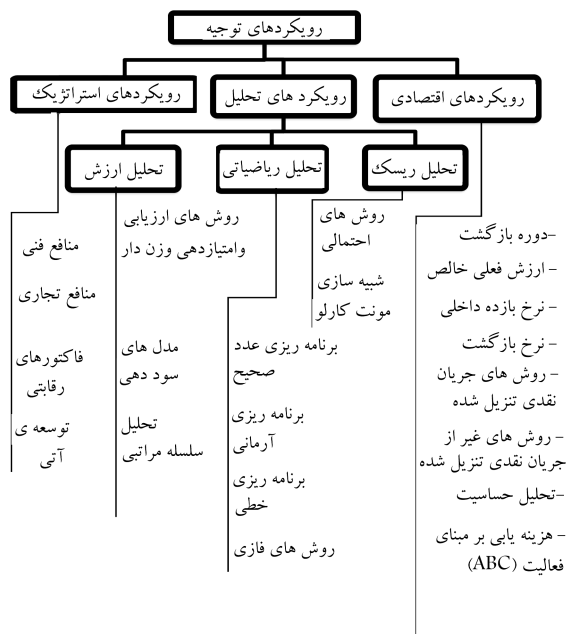 رویکردهای توجیه
رویکردهای اقتصادی
رویکرد های تحلیل
رویکردهای استراتژیک
تحلیل ریسک
تحلیل ریاضیاتی
تحلیل ارزش
-دوره بازگشت
- ارزش فعلی خالص
- نرخ بازده داخلی
- نرخ بازگشت
- روش های جریان
نقدی تنزیل شده
- روش های غیر از
جریان نقدی تنزیل شده
-تحلیل حساسیت
- هزینه یابی بر مبنای
فعالیت (ABC)
روش های
احتمالی
شبیه سازی
مونت کارلو
برنامه ریزی عدد
صحیح
برنامه ریزی
آرمانی
برنامه ریزی
خطی
روش های فازی
روش های ارزیابی
وامتیازدهی وزن دار
مدل های
سود دهی
تحلیل
سلسله مراتبی
منافع فنی
منافع تجاری
فاکتورهای
رقابتی
توسعه ی
آتی